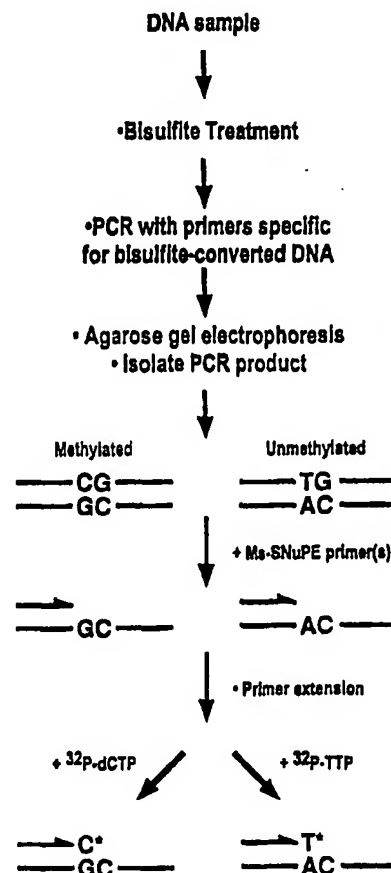 DNA sample
•Bisulfite Treatment
•PCR with primers specific
for bisulfite-converted DNA
• Agarose gel electrophoresis
• Isolate PCR product
Methylated Unmethylated
CG TG
GC AC
+ Ms-SNuPE primer(s)
GC AC
• Primer extension
+ ³²P-dCTP + ³²P-TTP
C* T*
GC AC